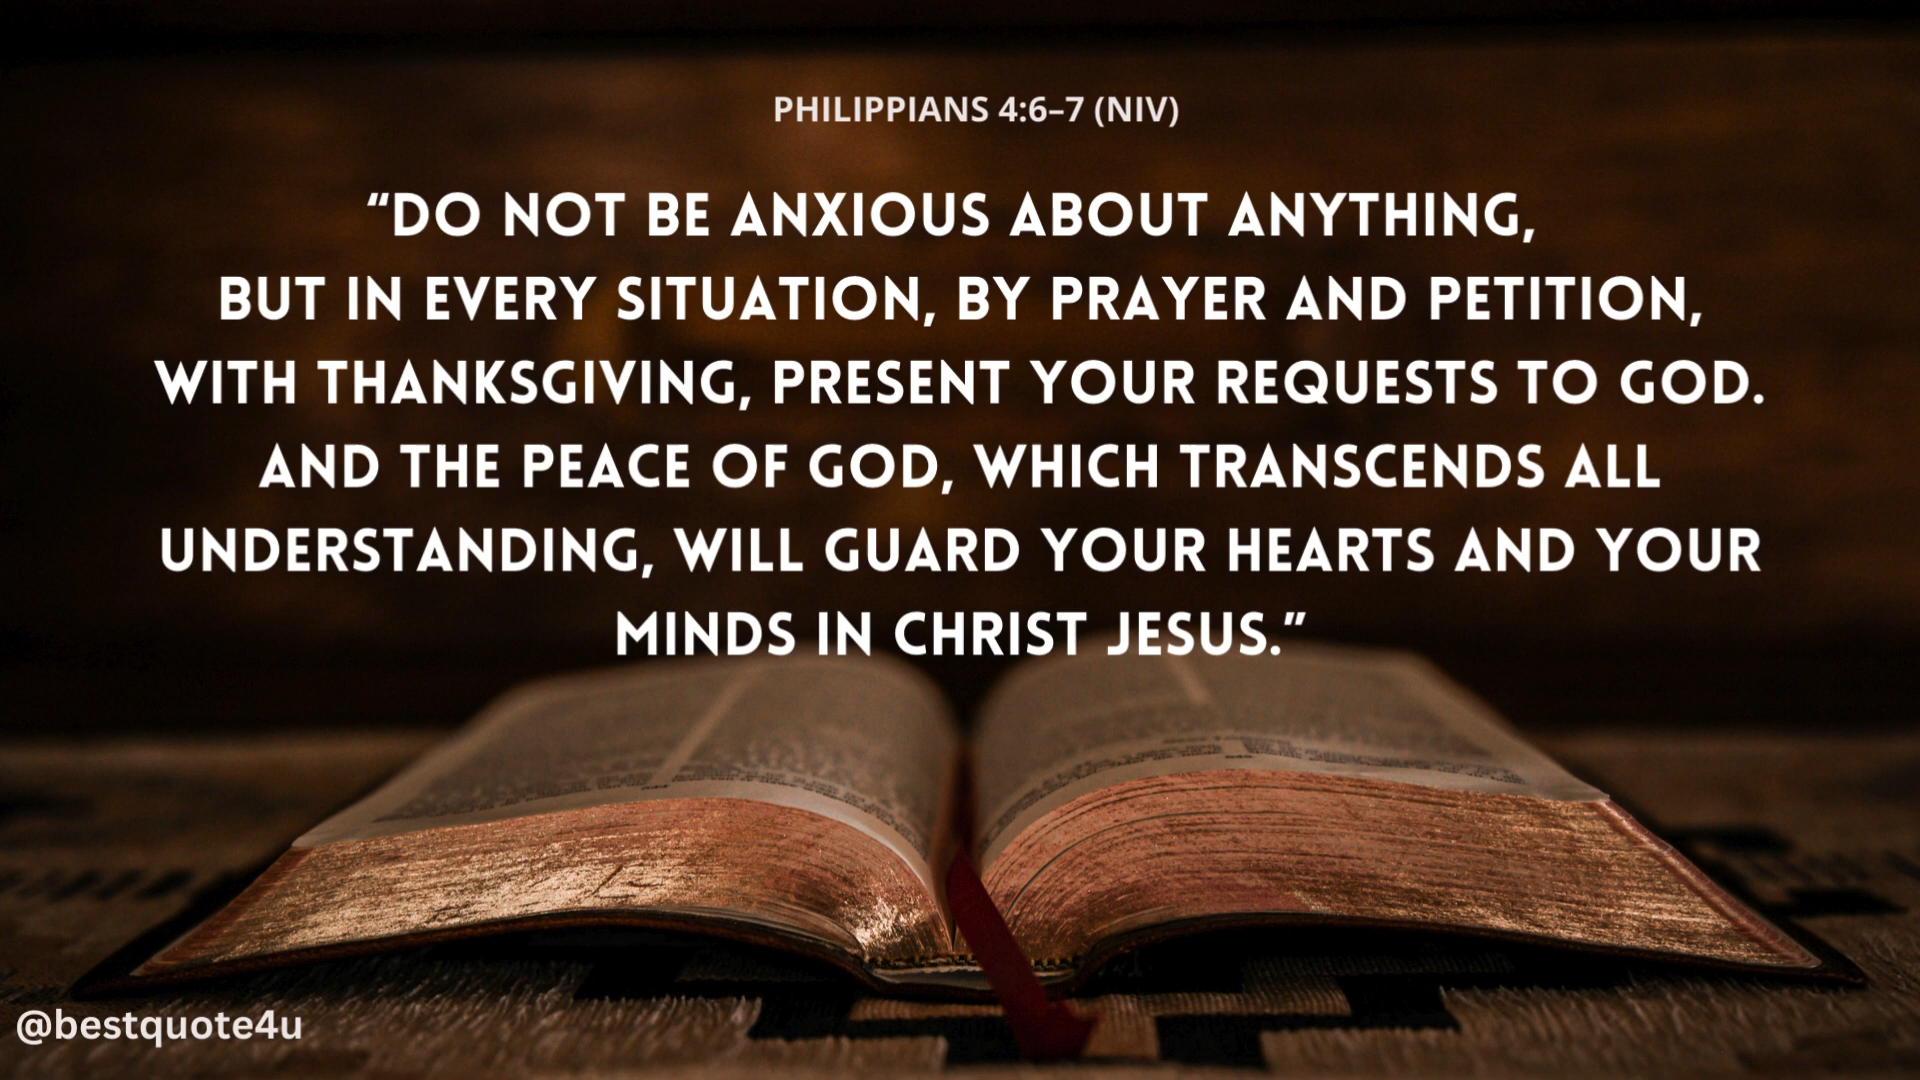 PHILIPPIANS 4:6–7 (NIV)
“DO NOT BE ANXIOUS ABOUT ANYTHING,
BUT IN EVERY SITUATION, BY PRAYER AND PETITION,
WITH THANKSGIVING, PRESENT YOUR REQUESTS TO GOD.
AND THE PEACE OF GOD, WHICH TRANSCENDS ALL
UNDERSTANDING, WILL GUARD YOUR HEARTS AND YOUR
MINDS IN CHRIST JESUS.”
@bestquote4u